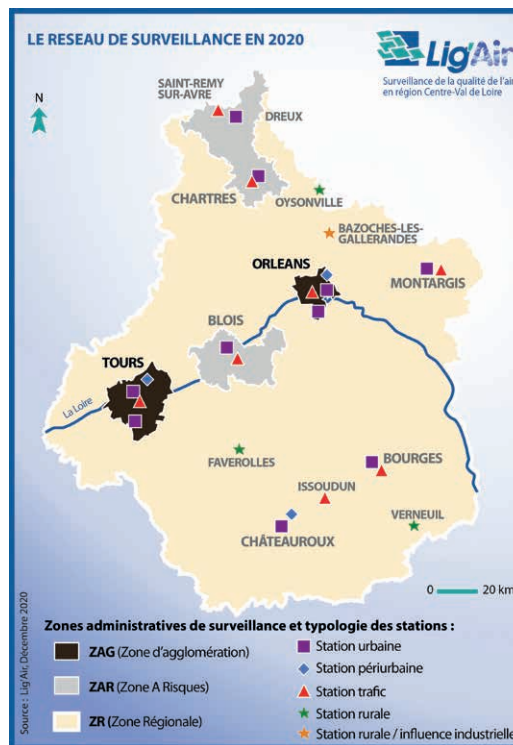 LE RESEAU DE SURVEILLANCE EN 2020
Lig'Air
Surveillance de la qualité de l'air
en région Centre-Val de Loire
N
SAINT-REMY
SUR-AVRE
DREUX
CHARTRES
OYSONVILLE
BAZOCHES-LES-
GALLERANDES
ORLEANS
MONTARGIS
BLOIS
TOURS
La Loire
FAVEROLLES
BOURGES
ISSOUDUN
VERNEUIL
CHÂTEAUROUX
0 20 km
Zones administratives de surveillance et typologie des stations :
ZAG (Zone d'agglomération)
ZAR (Zone A Risques)
ZR (Zone Régionale)
Station urbaine
Station périurbaine
Station trafic
Station rurale
Station rurale / influence industrielle
Source : Lig'Air, Décembre 2020